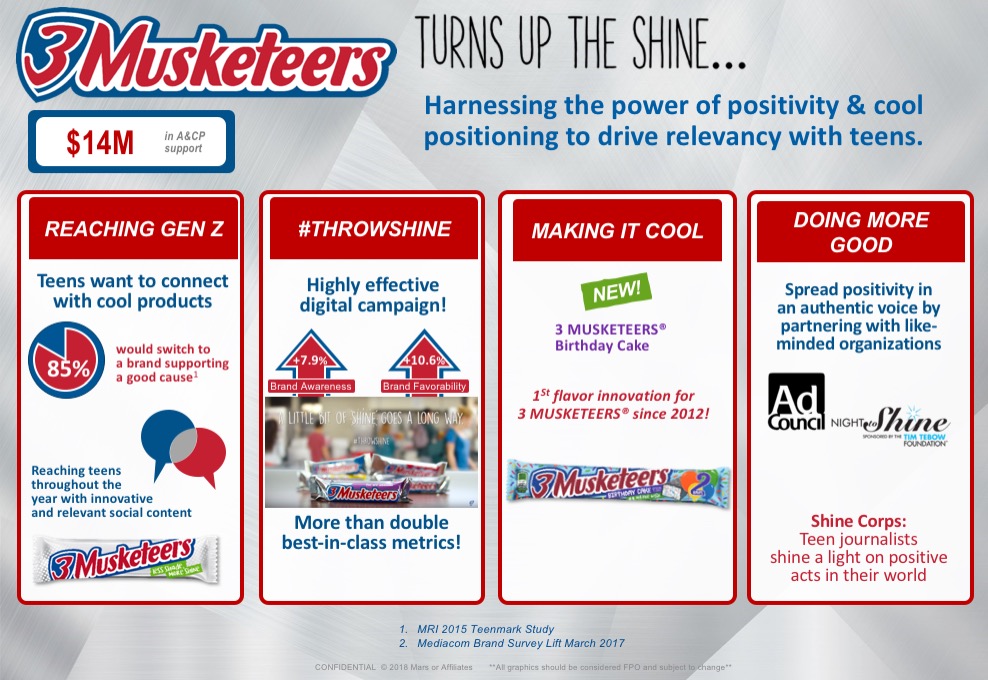 3 Musketeers
TURNS UP THE SHINE...
Harnessing the power of positivity & cool
positioning to drive relevancy with teens.
$14M
in A&CP
support
REACHING GEN Z
Teens want to connect
with cool products
85%
would switch to
a brand supporting
a good cause1
Reaching teens
throughout the
year with innovative
and relevant social content
3 Musketeers
LESS SHADE
MORE SHINE
#THROWSHINE
Highly effective
digital campaign!
+7.9%
+10.6%
Brand Awareness
Brand Favorability
LITTLE BIT OF SHINE GOES A LONG WAY.
#THROWSHINE
3 Musketeers
More than double
best-in-class metrics!
MAKING IT COOL
NEW!
3 MUSKETEERS®
Birthday Cake
1St flavor innovation for
3 MUSKETEERS® since 2012!
3 Musketeers
BIRTHDAY CAKE
2
DOING MORE
GOOD
Spread positivity in
an authentic voice by
partnering with like-
minded organizations
Ad
Council
NIGHT to Shine
SPONSORED BY THE TIM TEBOW
FOUNDATION
Shine Corps:
Teen journalists
shine a light on positive
acts in their world
1. MRI 2015 Teenmark Study
2. Mediacom Brand Survey Lift March 2017
CONFIDENTIAL © 2018 Mars or Affiliates **All graphics should be considered FPO and subject to change**